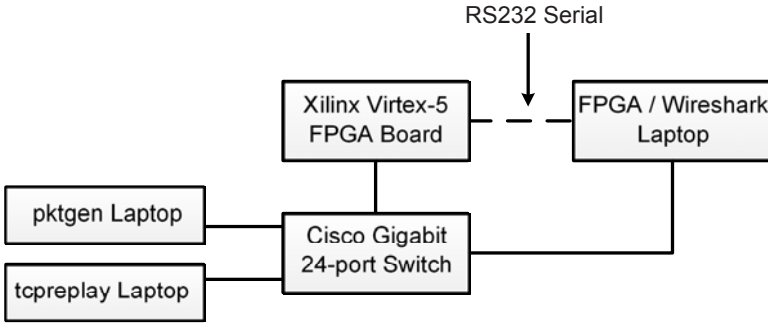 RS232 Serial
Xilinx Virtex-5
FPGA Board
FPGA / Wireshark
Laptop
pktgen Laptop
Cisco Gigabit
24-port Switch
tcpreplay Laptop